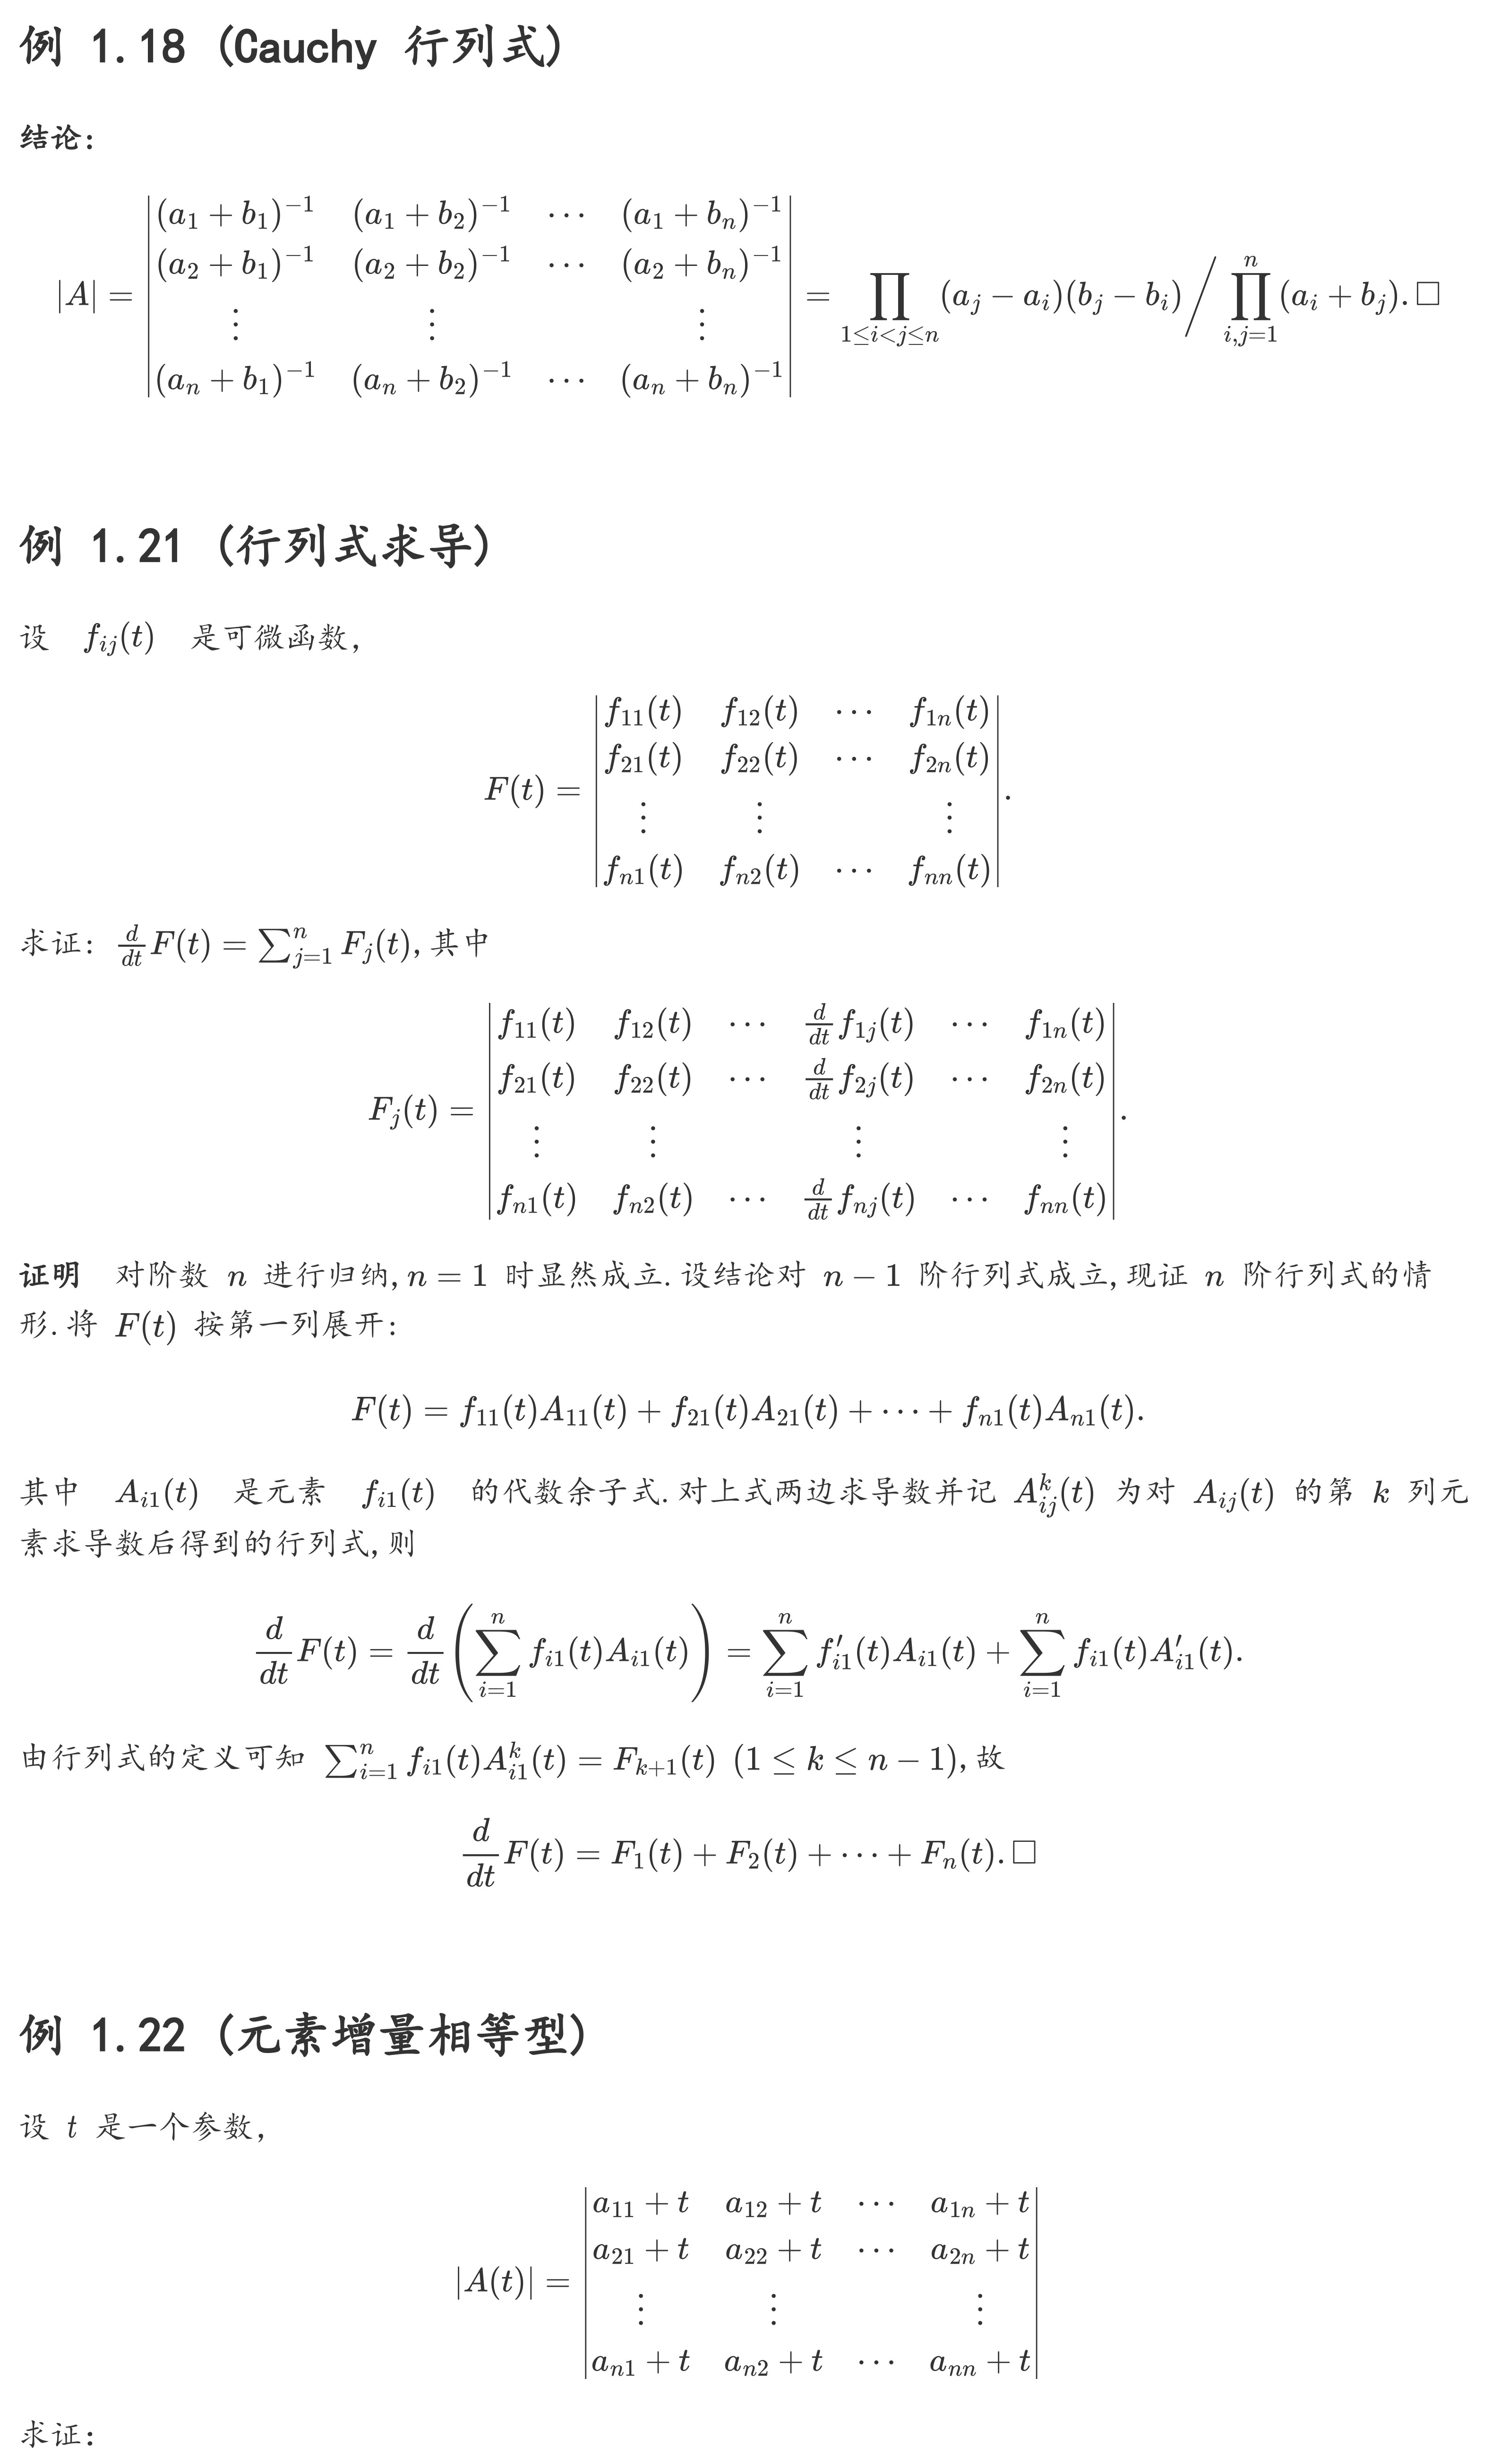 例 1.18 (Cauchy 行列式)
结论:
$$|A| = \begin{vmatrix} (a_1+b_1)^{-1} & (a_1+b_2)^{-1} & \cdots & (a_1+b_n)^{-1} \\ (a_2+b_1)^{-1} & (a_2+b_2)^{-1} & \cdots & (a_2+b_n)^{-1} \\ \vdots & \vdots & & \vdots \\ (a_n+b_1)^{-1} & (a_n+b_2)^{-1} & \cdots & (a_n+b_n)^{-1} \end{vmatrix} = \prod_{1\leq i<j\leq n} (a_j-a_i)(b_j-b_i) \Big/ \prod_{i,j=1}^{n} (a_i+b_j). \square$$
例 1.21 (行列式求导)
设 $f_{ij}(t)$ 是可微函数,
$$F(t) = \begin{vmatrix} f_{11}(t) & f_{12}(t) & \cdots & f_{1n}(t) \\ f_{21}(t) & f_{22}(t) & \cdots & f_{2n}(t) \\ \vdots & \vdots & & \vdots \\ f_{n1}(t) & f_{n2}(t) & \cdots & f_{nn}(t) \end{vmatrix}.$$
求证: $\frac{d}{dt}F(t) = \sum_{j=1}^{n} F_j(t)$, 其中
$$F_j(t) = \begin{vmatrix} f_{11}(t) & f_{12}(t) & \cdots & \frac{d}{dt}f_{1j}(t) & \cdots & f_{1n}(t) \\ f_{21}(t) & f_{22}(t) & \cdots & \frac{d}{dt}f_{2j}(t) & \cdots & f_{2n}(t) \\ \vdots & \vdots & & \vdots & & \vdots \\ f_{n1}(t) & f_{n2}(t) & \cdots & \frac{d}{dt}f_{nj}(t) & \cdots & f_{nn}(t) \end{vmatrix}.$$
证明 对阶数 $n$ 进行归纳, $n=1$ 时显然成立. 设结论对 $n-1$ 阶行列式成立, 现证 $n$ 阶行列式的情
形. 将 $F(t)$ 按第一列展开:
$$F(t) = f_{11}(t)A_{11}(t) + f_{21}(t)A_{21}(t) + \cdots + f_{n1}(t)A_{n1}(t).$$
其中 $A_{i1}(t)$ 是元素 $f_{i1}(t)$ 的代数余子式. 对上式两边求导数并记 $A_{ij}^{k}(t)$ 为对 $A_{ij}(t)$ 的第 $k$ 列元
素求导数后得到的行列式, 则
$$\frac{d}{dt}F(t) = \frac{d}{dt}\left(\sum_{i=1}^{n} f_{i1}(t)A_{i1}(t)\right) = \sum_{i=1}^{n} f'_{i1}(t)A_{i1}(t) + \sum_{i=1}^{n} f_{i1}(t)A'_{i1}(t).$$
由行列式的定义可知 $\sum_{i=1}^{n} f_{i1}(t)A_{i1}^{k}(t) = F_{k+1}(t)$ $(1 \leq k \leq n-1)$, 故
$$\frac{d}{dt}F(t) = F_1(t) + F_2(t) + \cdots + F_n(t). \square$$
例 1.22 (元素增量相等型)
设 $t$ 是一个参数,
$$|A(t)| = \begin{vmatrix} a_{11}+t & a_{12}+t & \cdots & a_{1n}+t \\ a_{21}+t & a_{22}+t & \cdots & a_{2n}+t \\ \vdots & \vdots & & \vdots \\ a_{n1}+t & a_{n2}+t & \cdots & a_{nn}+t \end{vmatrix}$$
求证: